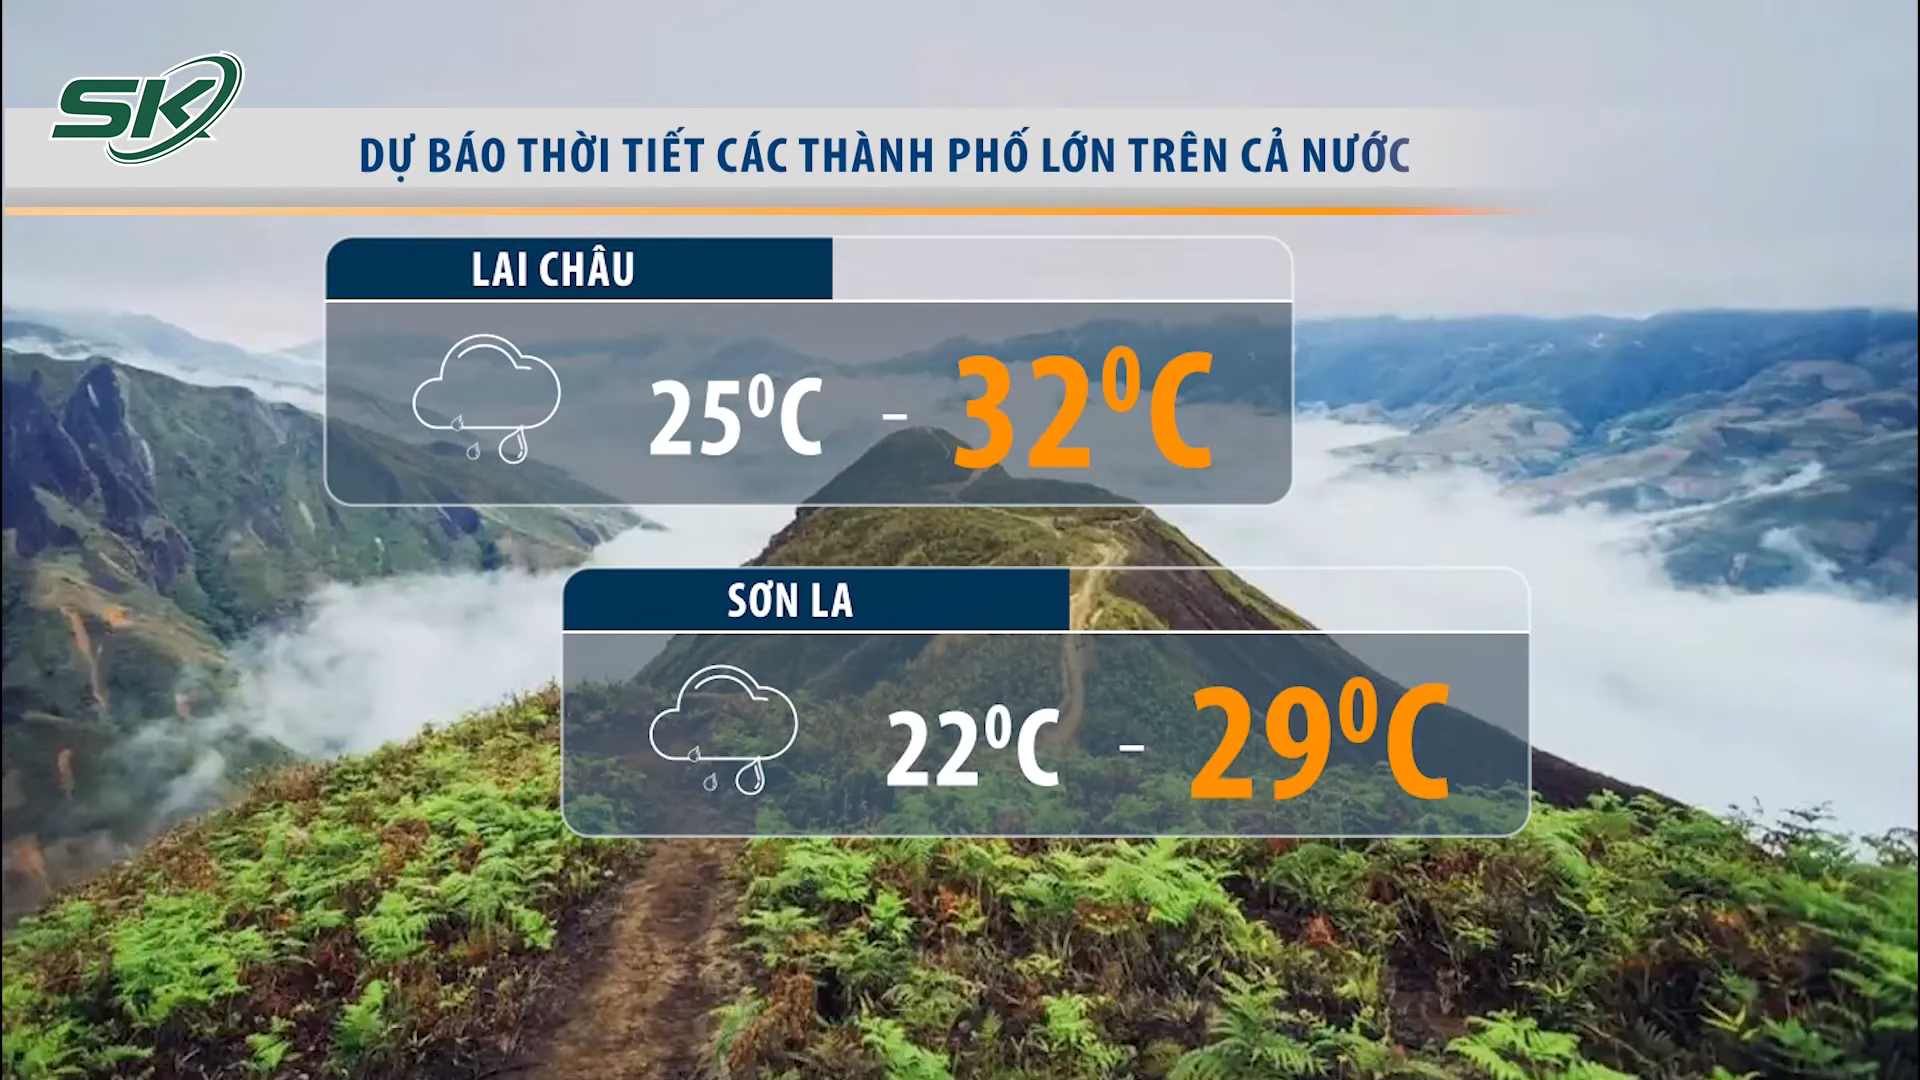 SK
DỰ BÁO THỜI TIẾT CÁC THÀNH PHỐ LỚN TRÊN CẢ NƯỚC
LAI CHÂU
25⁰C - 32⁰C
SƠN LA
22⁰C - 29⁰C